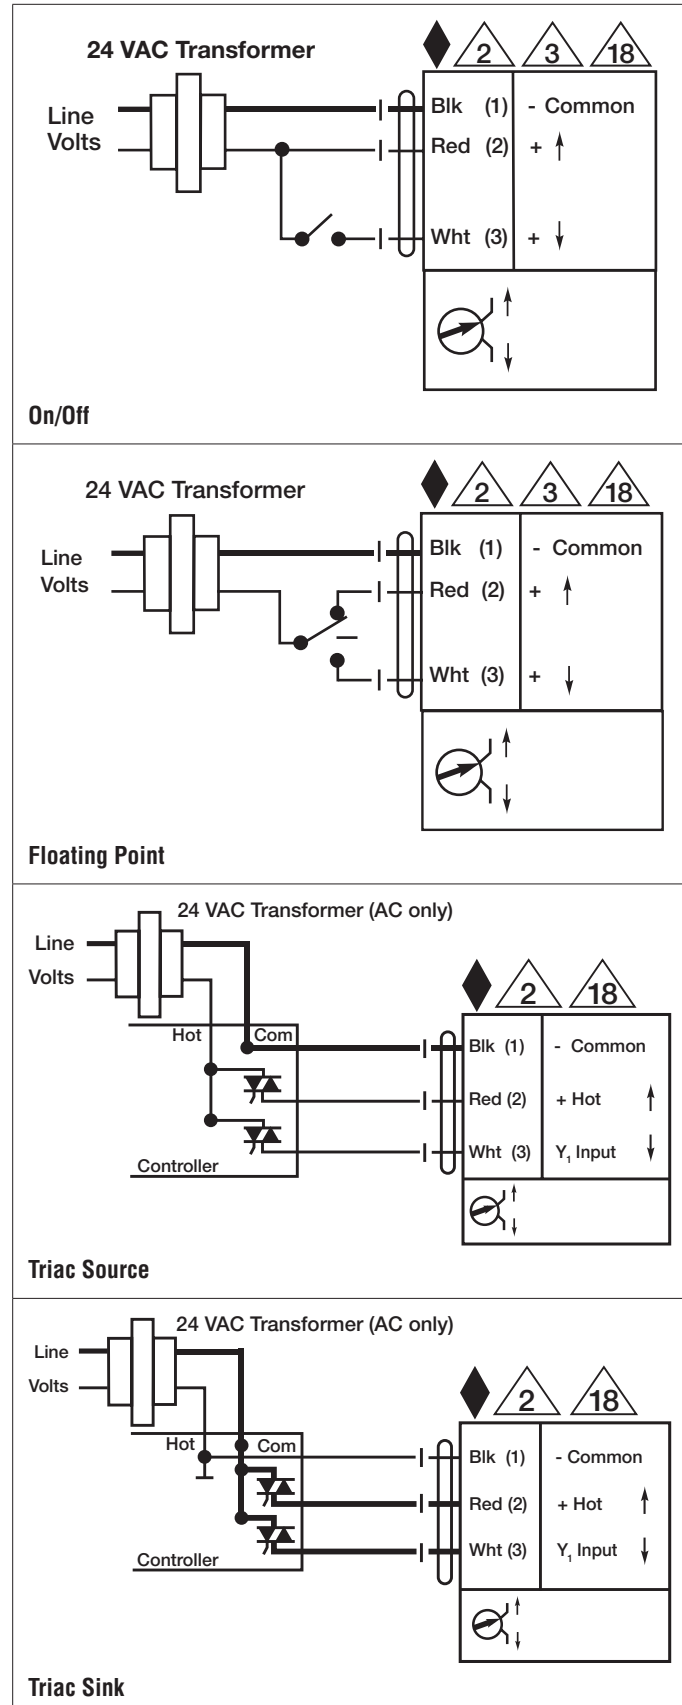 24 VAC Transformer
2 3 18
Line
Volts
Blk (1) - Common
Red (2) + ↑
Wht (3) + ↓
On/Off
24 VAC Transformer
2 3 18
Line
Volts
Blk (1) - Common
Red (2) + ↑
Wht (3) + ↓
Floating Point
24 VAC Transformer (AC only)
Line
Volts
2 18
Hot Com
Blk (1) - Common
Red (2) + Hot ↑
Wht (3) Y₁ Input ↓
Controller
Triac Source
24 VAC Transformer (AC only)
Line
Volts
2 18
Hot Com
Blk (1) - Common
Red (2) + Hot ↑
Wht (3) Y₁ Input ↓
Controller
Triac Sink